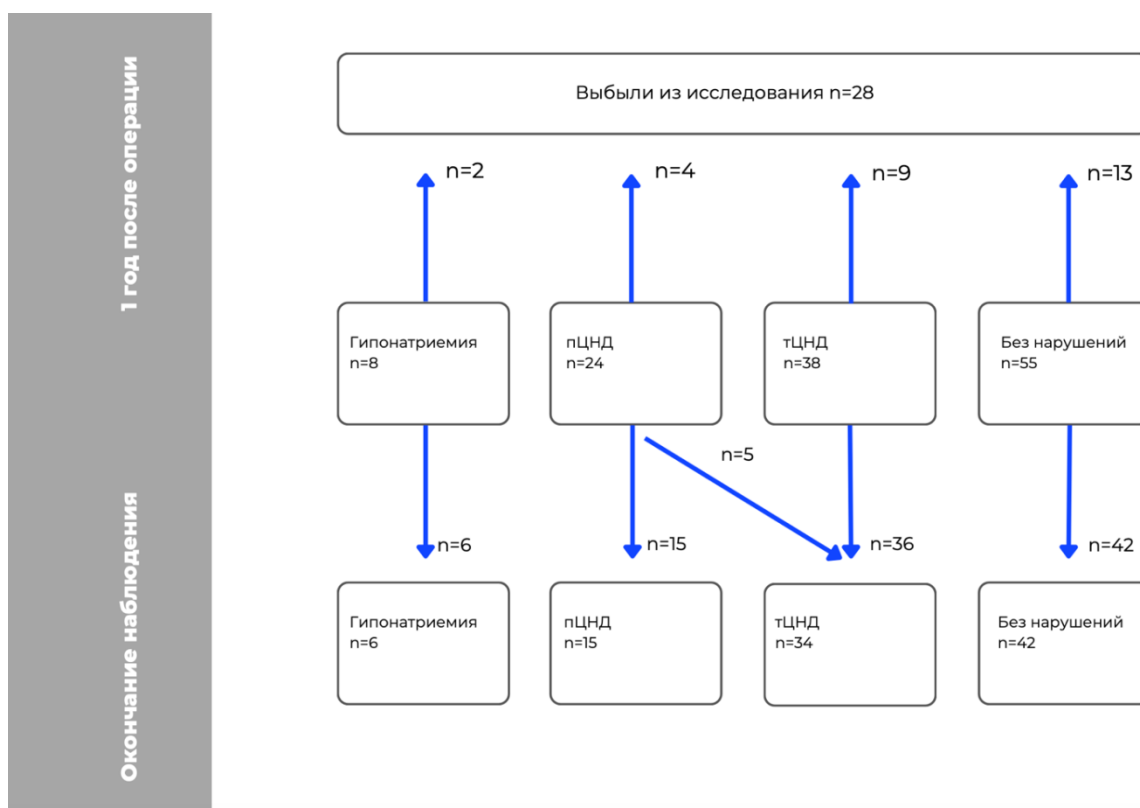 1 год после операции
Выбыли из исследования n=28
n=2
n=4
n=9
n=13
Гипонатриемия
n=8
пЦНД
n=24
тЦНД
n=38
Без нарушений
n=55
n=5
Окончание наблюдения
n=6
n=15
n=36
n=42
Гипонатриемия
n=6
пЦНД
n=15
тЦНД
n=34
Без нарушений
n=42